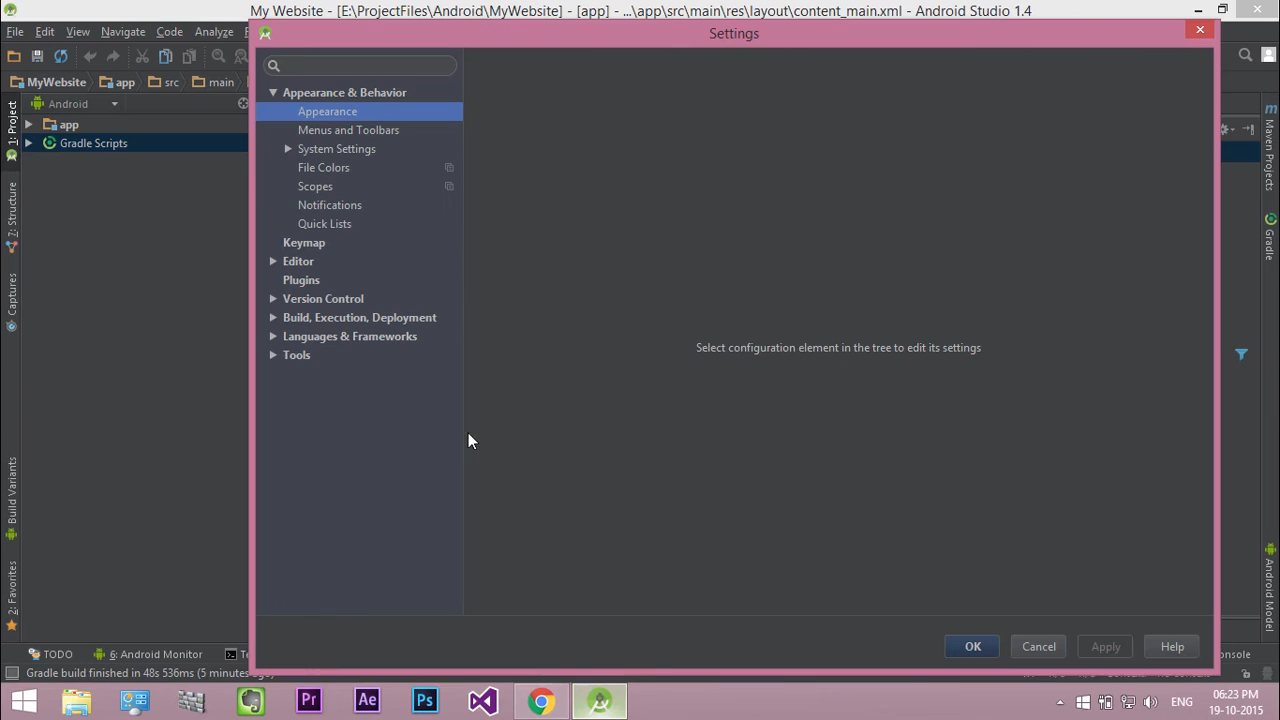 My Website - [E:\ProjectFiles\Android\MyWebsite] - [app] - ...\app\src\main\res\layout\content_main.xml - Android Studio 1.4
File Edit View Navigate Code Analyze
Settings
MyWebsite app src main
Android
app
Gradle Scripts
1: Project
7: Structure
Captures
Build Variants
2: Favorites
Appearance & Behavior
Appearance
Menus and Toolbars
System Settings
File Colors
Scopes
Notifications
Quick Lists
Keymap
Editor
Plugins
Version Control
Build, Execution, Deployment
Languages & Frameworks
Tools
Select configuration element in the tree to edit its settings
OK Cancel Apply Help
Maven Projects
Gradle
Android Model
TODO 6: Android Monitor Te
onsole
Gradle build finished in 48s 536ms (5 minutes
Pr Ae Ps
ENG
06:23 PM
19-10-2015